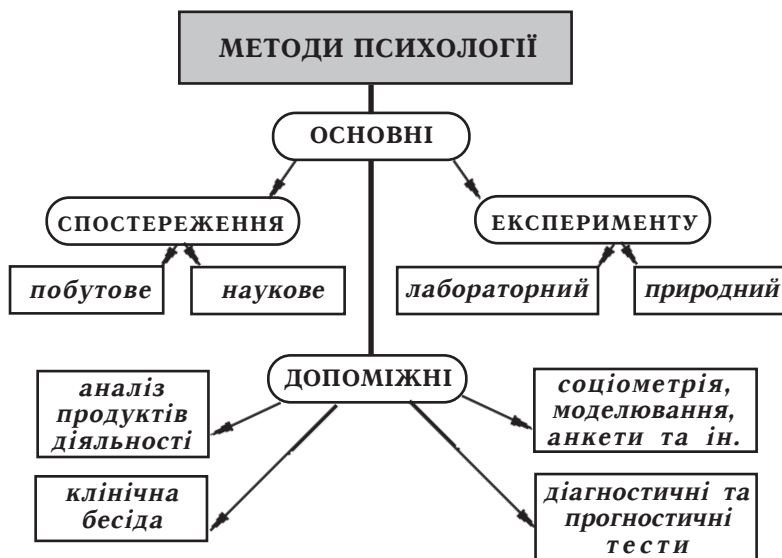 МЕТОДИ ПСИХОЛОГІЇ
ОСНОВНІ
СПОСТЕРЕЖЕННЯ
ЕКСПЕРИМЕНТУ
побутове
наукове
лабораторний
природний
ДОПОМІЖНІ
аналіз
продуктів
діяльності
соціометрія,
моделювання,
анкети та ін.
клінічна
бесіда
діагностичні та
прогностичні
тести